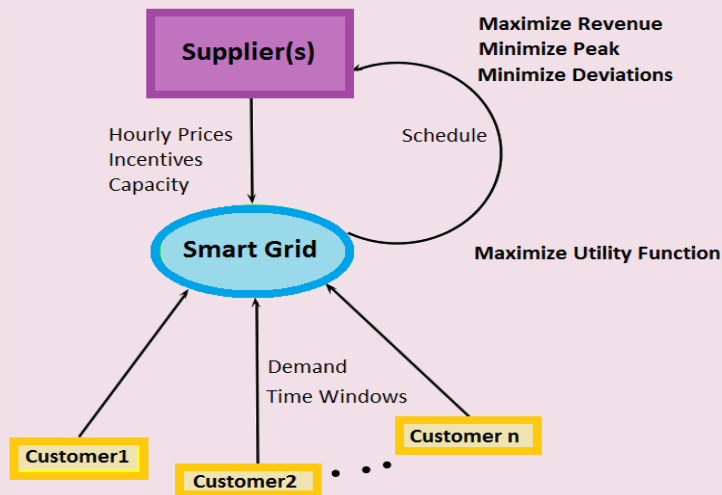 Supplier(s)
Maximize Revenue
Minimize Peak
Minimize Deviations
Hourly Prices
Incentives
Capacity
Schedule
Smart Grid
Maximize Utility Function
Demand
Time Windows
Customer1
Customer2
Customer n